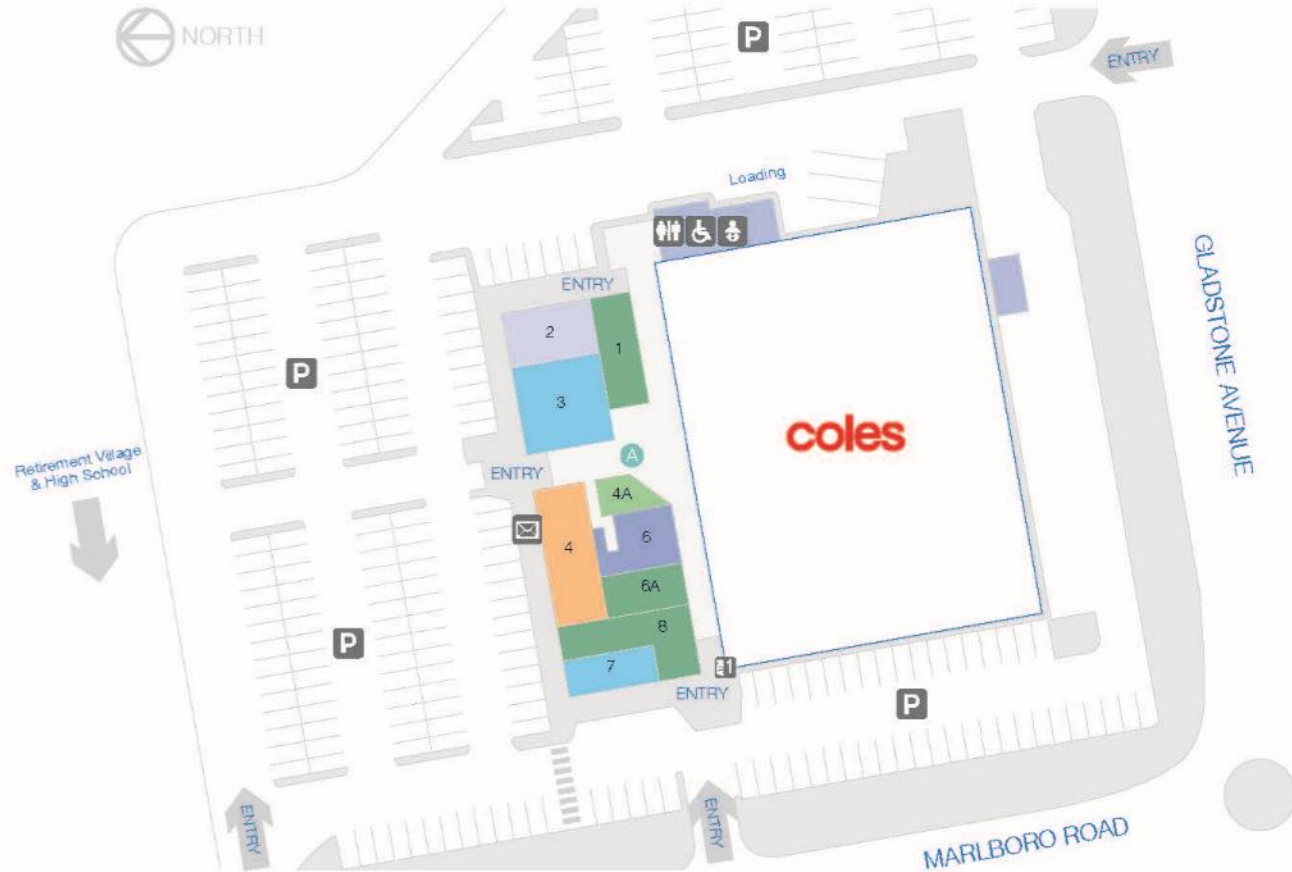 NORTH
P
ENTRY
Loading
GLADSTONE AVENUE
ENTRY
2
1
P
3
coles
Retirement Village
& High School
A
ENTRY
4A
4
6
6A
8
P
7
1
ENTRY
P
ENTRY
ENTRY
MARLBORO ROAD